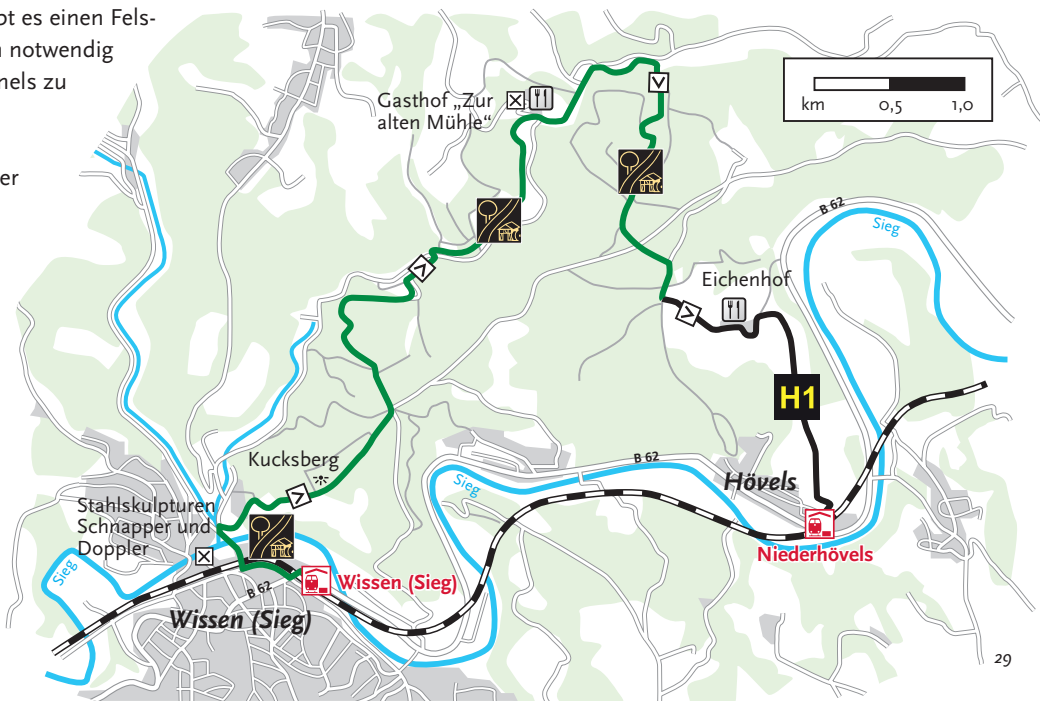 bt es einen Fels-
n notwendig
nels zu
er
Gasthof „Zur
alten Mühle“
km 0,5 1,0
B 62
Sieg
Eichenhof
H1
Kucksberg
B 62
Sieg
Hövels
Stahlskulpturen
Schnapper und
Doppler
Niederhövels
Sieg
B 62
Wissen (Sieg)
Wissen (Sieg)
29